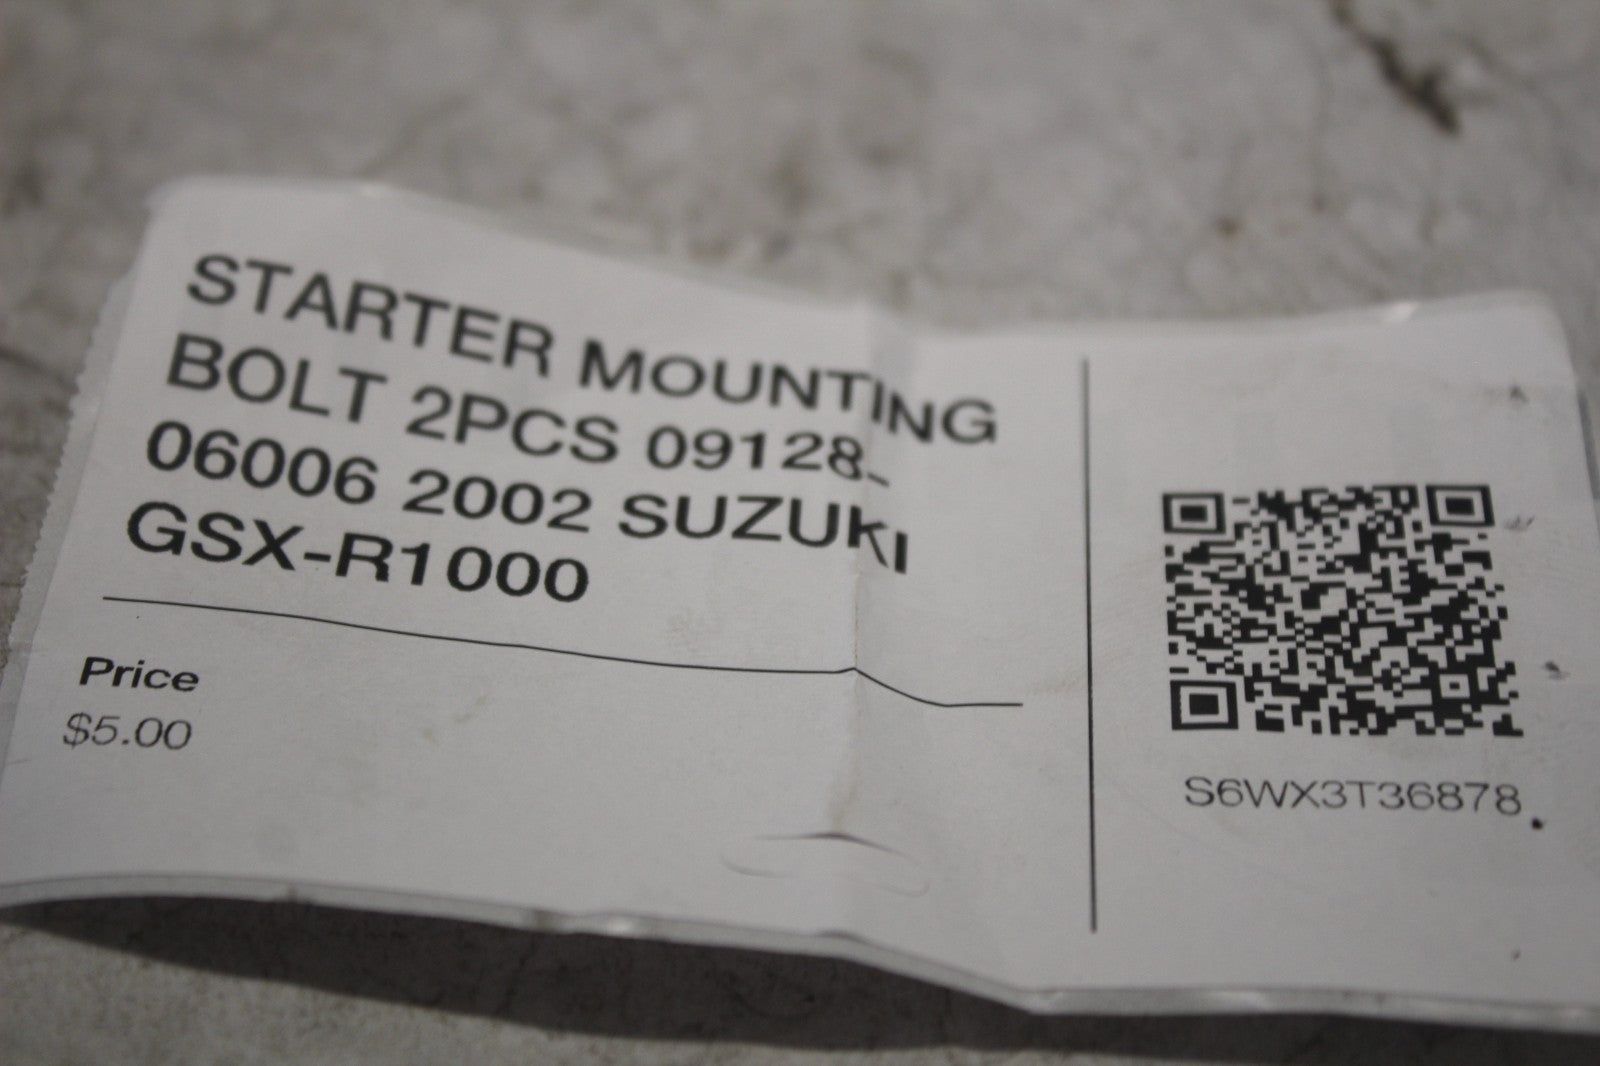 STARTER MOUNTING
BOLT 2PCS 09128-
06006 2002 SUZUKI
GSX-R1000
Price
$5.00
S6WX3T36878